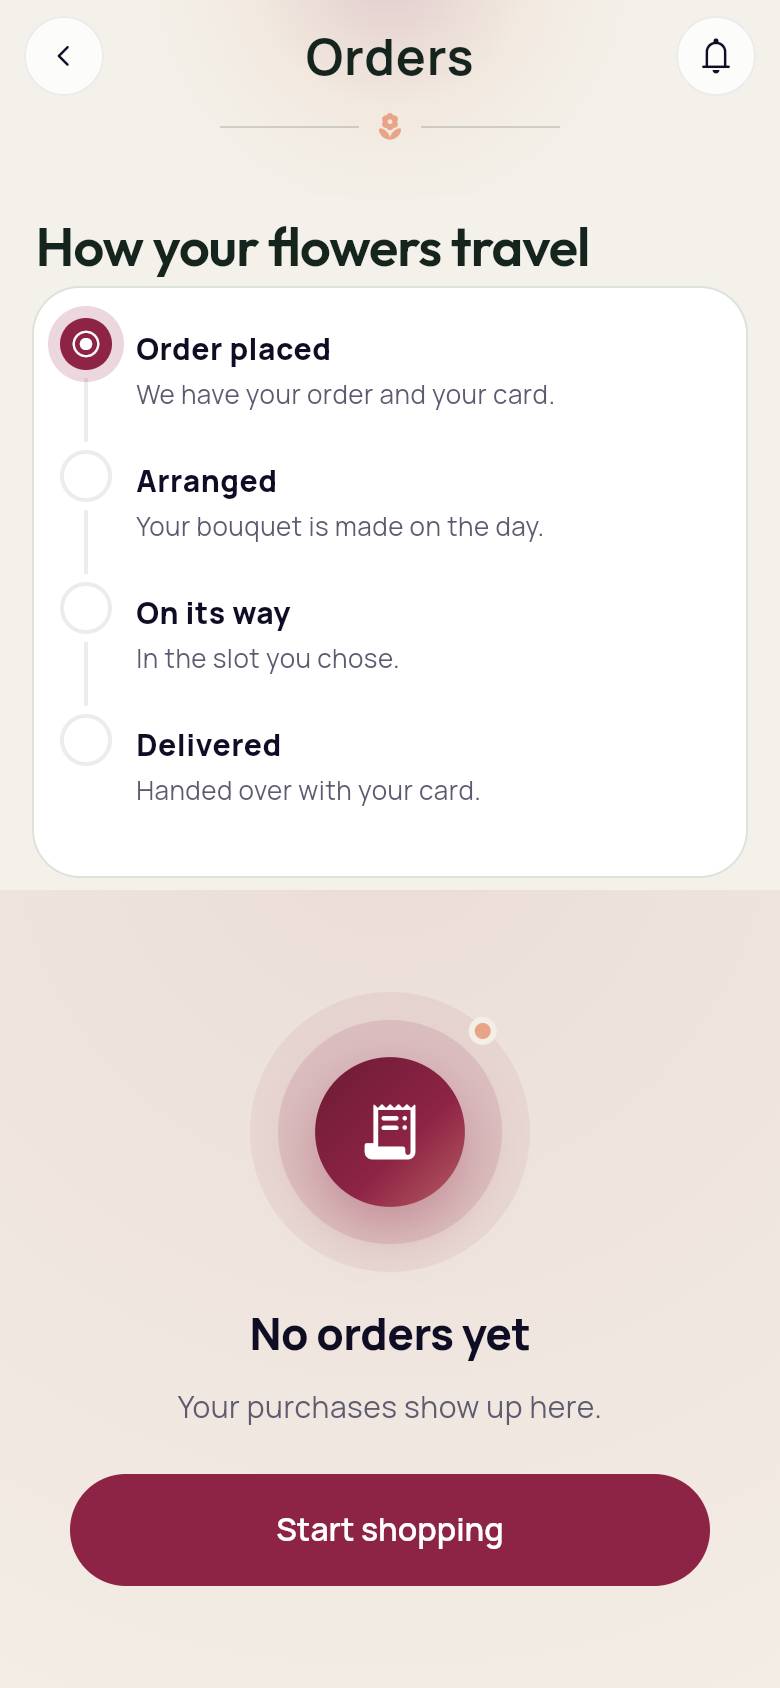 Orders
How your flowers travel
Order placed
We have your order and your card.
Arranged
Your bouquet is made on the day.
On its way
In the slot you chose.
Delivered
Handed over with your card.
No orders yet
Your purchases show up here.
Start shopping